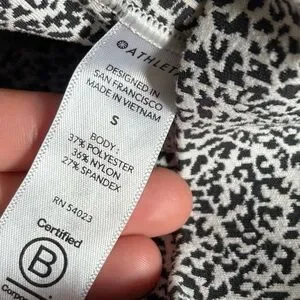 ATHLETA
DESIGNED IN
SAN FRANCISCO
MADE IN VIETNAM
S
BODY:
37% POLYESTER
36% NYLON
27% SPANDEX
RN 54023
Certified
B